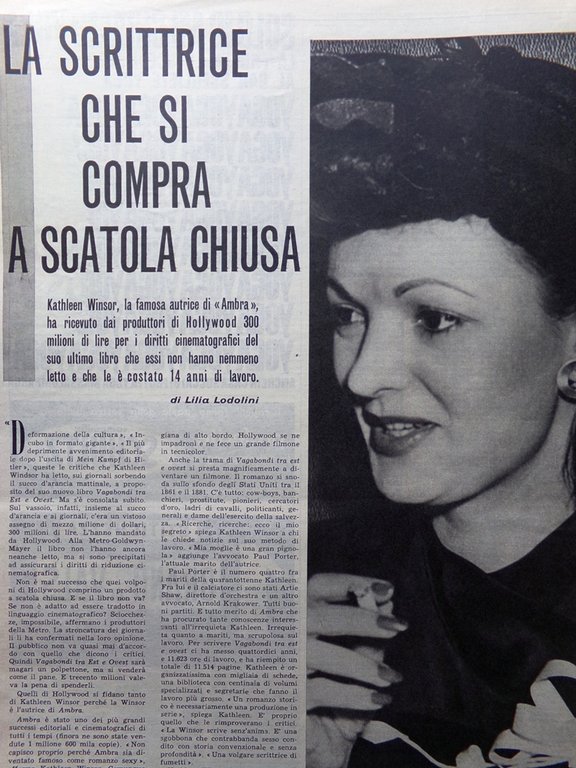 LA SCRITTRICE
CHE SI
COMPRA
A SCATOLA CHIUSA
Kathleen Winsor, la famosa autrice di «Ambra»,
ha ricevuto dai produttori di Hollywood 300
milioni di lire per i diritti cinematografici del
suo ultimo libro che essi non hanno nemmeno
letto e che le è costato 14 anni di lavoro.
di Lilia Lodolini
«Deformazione della cultura», «In-
cubo in formato gigante», «Il più
deprimente avvenimento editoria-
le dopo l'uscita di Mein Kampf di Hi-
tler», queste le critiche che Kathleen
Winsor ha letto, sui giornali sorbendo
il succo d'arancia mattinale, a propo-
sito del suo nuovo libro Vagabondi tra
Est e Ovest. Ma s'è consolata subito.
Sul vassoio, infatti, insieme al succo
d'arancia e ai giornali, c'era un vistoso
assegno di mezzo milione di dollari,
300 milioni di lire. L'hanno mandato
da Hollywood. Alla Metro-Goldwyn-
Mayer il libro non l'hanno ancora
neanche letto, ma si sono precipitati
ad assicurarsi i diritti di riduzione ci-
nematografica.
Non è mai successo che quei volpo-
ni di Hollywood comprino un prodotto
a scatola chiusa. E se il libro non va?
Se non è adatto ad essere tradotto in
linguaggio cinematografico? Sciocchez-
ze, impossibile, affermano i produttori
della Metro. La stroncatura dei giorna-
li li ha confermati nella loro opinione.
Il pubblico non va quasi mai d'accor-
do con quello che dicono i critici.
Quindi Vagabondi tra Est e Ovest sarà
magari un polpettone, ma si venderà
come il pane. E trecento milioni vale-
va la pena di spenderli.
Quelli di Hollywood si fidano tanto
di Kathleen Winsor perché la Winsor
è l'autrice di Ambra.
Ambra è stato uno dei più grandi
successi editoriali e cinematografici di
tutti i tempi (finora ne sono state ven-
dute 1 milione 600 mila copie). «Non
capisco proprio perché Ambra sia di-
ventato famoso come romanzo sexy»,
giana di alto bordo. Hollywood se ne
impadronì e ne fece un grande filmone
in tecnicolor.
Anche la trama di Vagabondi tra est
e ovest si presta magnificamente a di-
ventare un filmone. Il romanzo si sno-
da sullo sfondo degli Stati Uniti tra il
1861 e il 1881. C'è tutto: cow-boys, ban-
chieri, prostitute, pionieri, cercatori
d'oro, ladri di cavalli, politicanti, ge-
nerali e dame dell'esercito della salvez-
za. «Ricerche, ricerche: ecco il mio
segreto» spiega Kathleen Winsor a
chi le chiede notizie sul suo metodo di
lavoro. «Mia moglie è una gran pigno-
la» aggiunge l'avvocato Paul Porter,
l'attuale marito dell'autrice.
Paul Porter è il numero quattro fra
i mariti della quarantottenne Kathleen.
Fra lui e il calciatore ci sono stati Artie
Shaw, direttore d'orchestra e un altro
avvocato, Arnold Krakower. Tutti buo-
ni partiti. E tutto merito di Ambra che
ha procurato tante conoscenze interes-
santi all'irrequieta Kathleen. Irrequie-
ta quanto a mariti, ma scrupolosa sul
lavoro. Per scrivere Vagabondi tra est
e ovest ci ha messo quattordici anni,
e 11.623 ore di lavoro, e ha riempito un
totale di 11.514 pagine. Kathleen è or-
ganizzatissima con migliaia di schede,
una biblioteca con centinaia di volumi
specializzati e segretarie che fanno il
lavoro più grosso. «Un romanzo stori-
co è necessariamente una produzione in
serie», spiega Kathleen. E' proprio
quello che le rimproverano i critici.
«La Winsor scrive senz'anima. E' una
sgobbona che contrabbanda sesso con-
dito con storia convenzionale e senza
profondità». «Una volgare scrittrice di
fumetti».